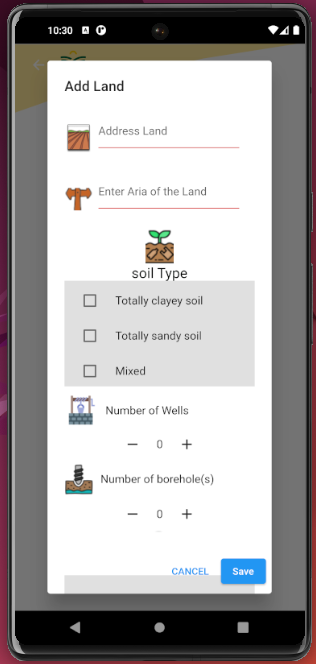 10:30
Add Land
Address Land
Enter Aria of the Land
soil Type
Totally clayey soil
Totally sandy soil
Mixed
Number of Wells
0
Number of borehole(s)
0
CANCEL Save